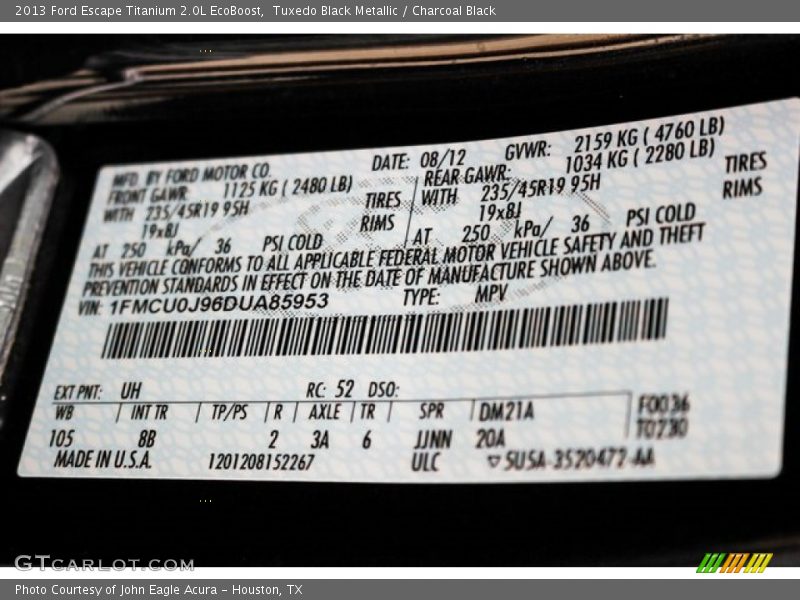 2013 Ford Escape Titanium 2.0L EcoBoost, Tuxedo Black Metallic / Charcoal Black
MFD. BY FORD MOTOR CO. DATE: 08/12 GVWR: 2159 KG ( 4760 LB)
FRONT GAWR: 1125 KG ( 2480 LB) REAR GAWR: 1034 KG ( 2280 LB)
WITH 235/45R19 95H TIRES WITH 235/45R19 95H TIRES
19x8J RIMS 19x8J RIMS
AT 250 kPa/ 36 PSI COLD AT 250 kPa/ 36 PSI COLD
THIS VEHICLE CONFORMS TO ALL APPLICABLE FEDERAL MOTOR VEHICLE SAFETY AND THEFT
PREVENTION STANDARDS IN EFFECT ON THE DATE OF MANUFACTURE SHOWN ABOVE.
VIN: 1FMCU0J96DUA85953 TYPE: MPV
EXT PNT: UH RC: 52 DSO:
WB INT TR TP/PS R AXLE TR SPR DM21A F0036
105 8B 2 3A 6 JJNN 20A T0230
MADE IN U.S.A. 1201208152267 ULC ▽5U5A-3520472-AA
GTCARLOT.COM
Photo Courtesy of John Eagle Acura - Houston, TX